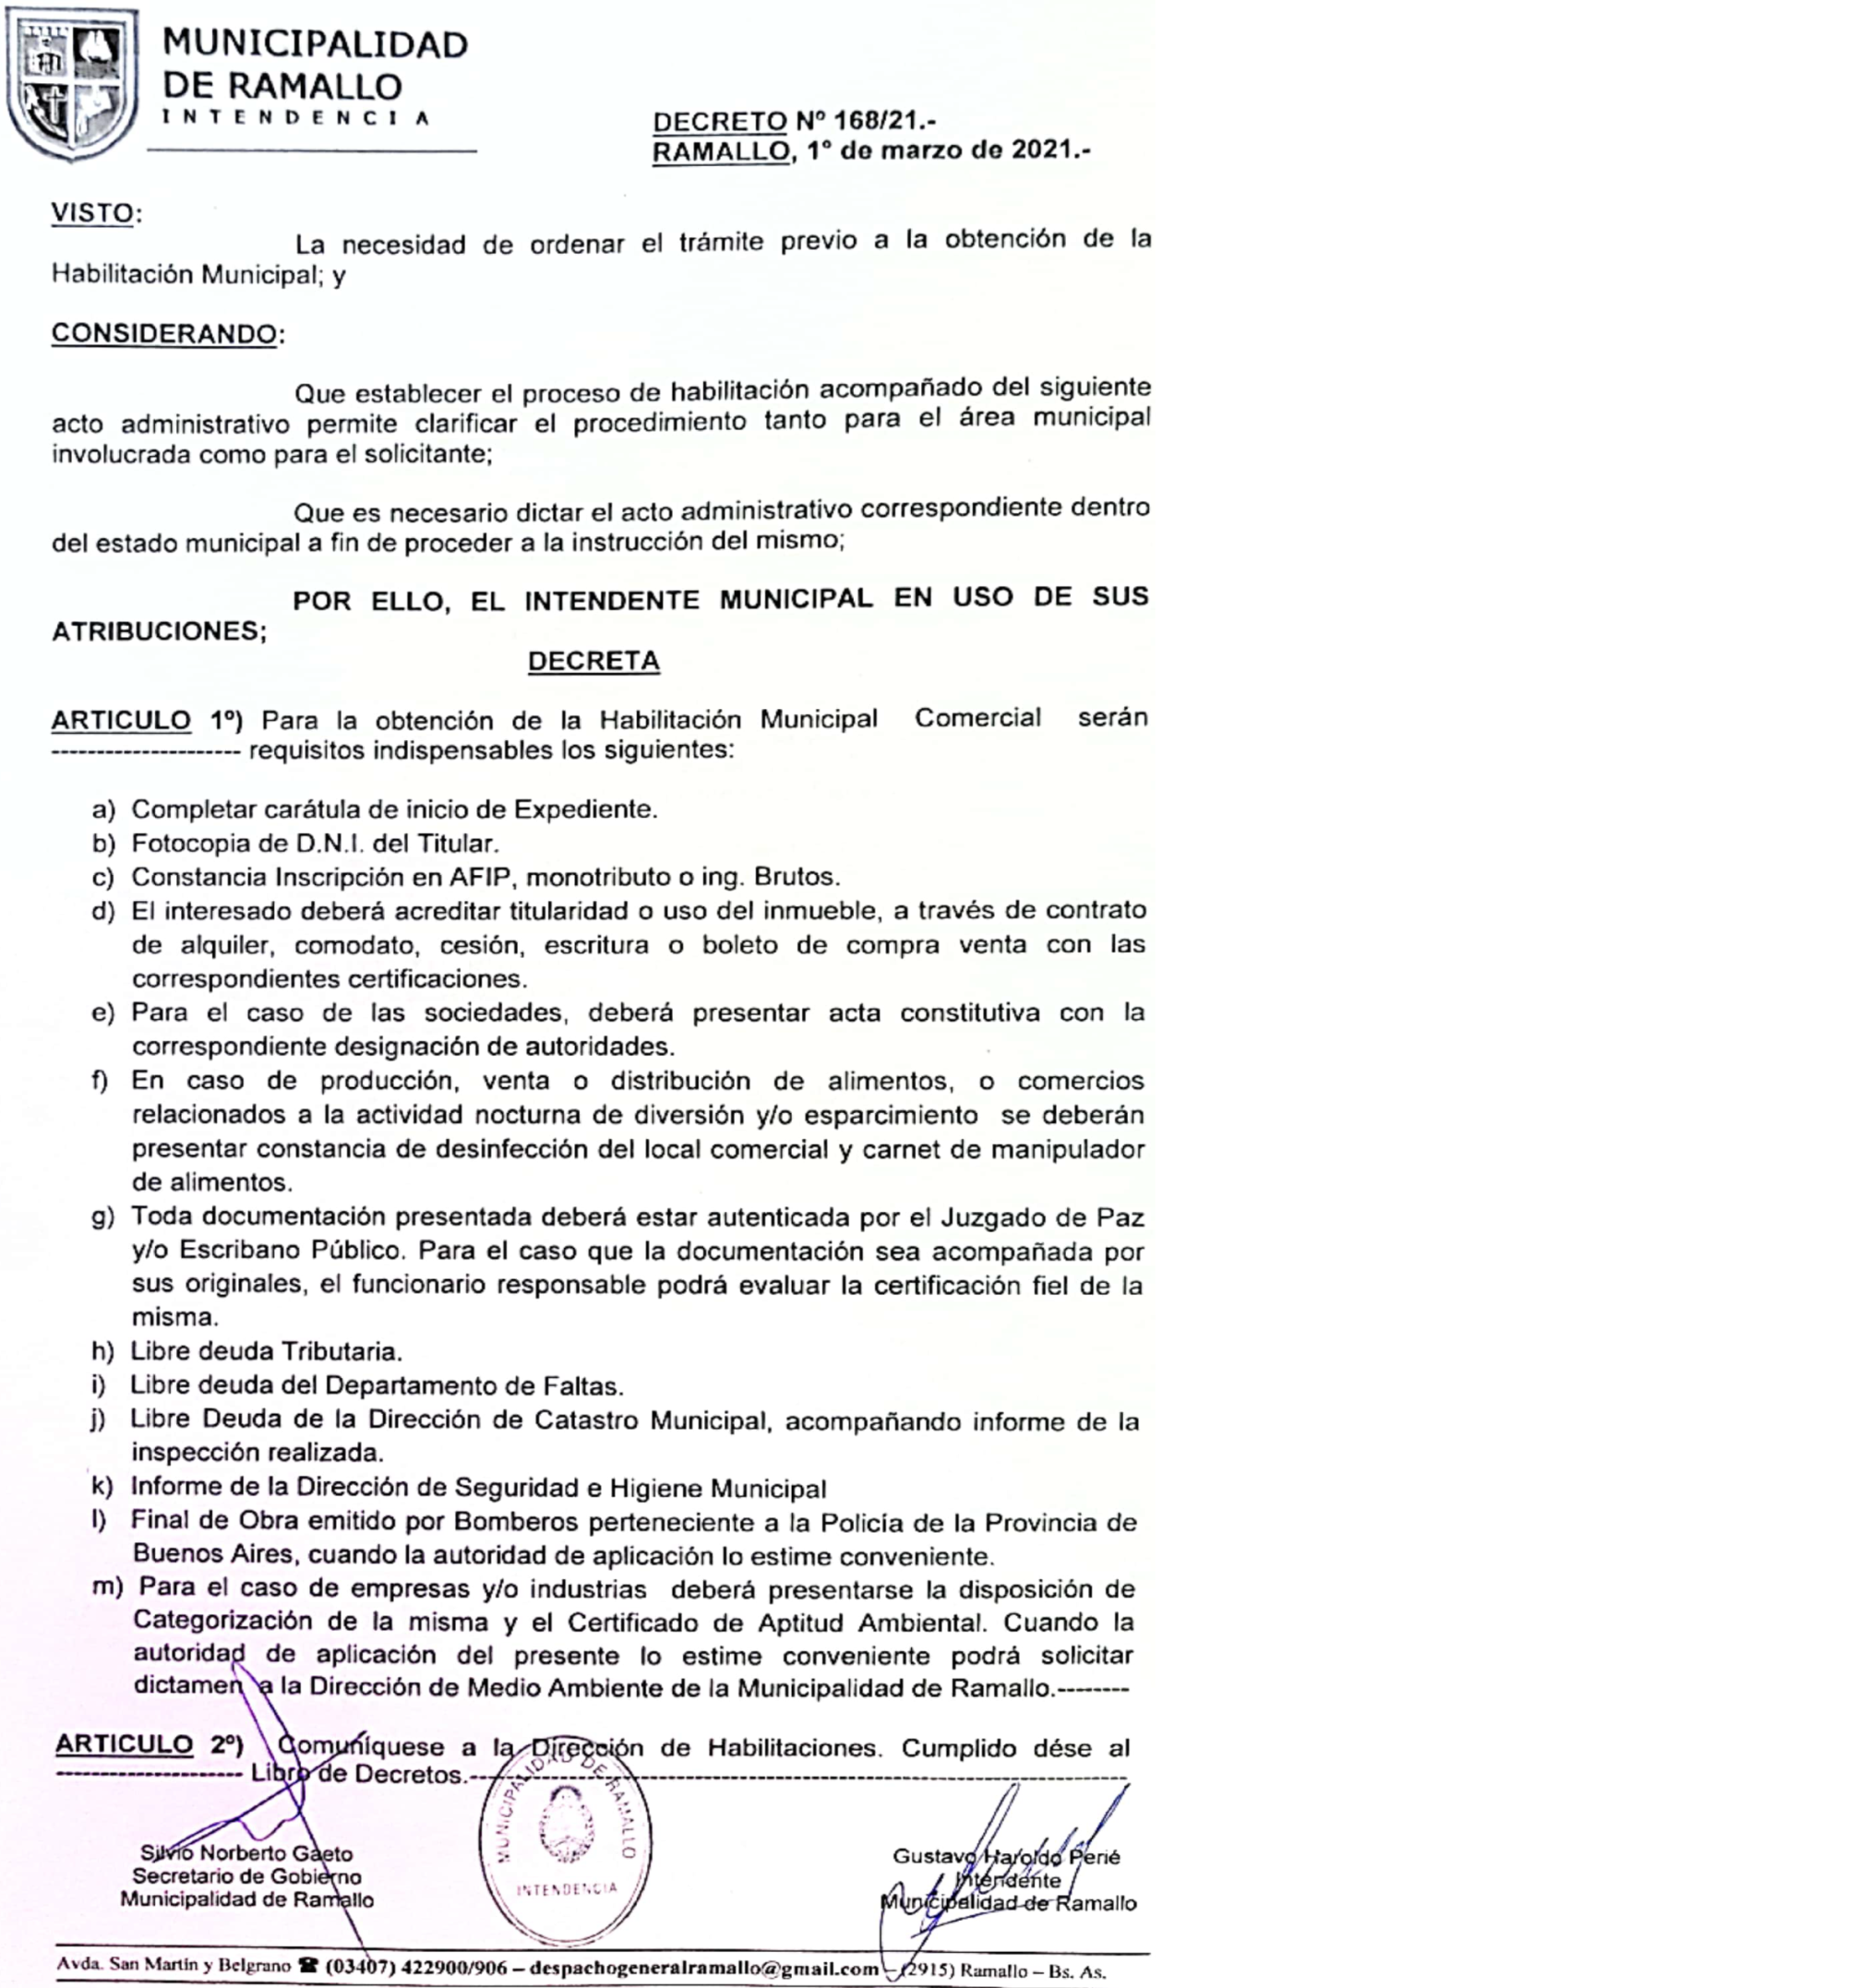 MUNICIPALIDAD
DE RAMALLO
INTENDENCIA
DECRETO Nº 168/21.-
RAMALLO, 1º de marzo de 2021.-
VISTO:
La necesidad de ordenar el trámite previo a la obtención de la
Habilitación Municipal; y
CONSIDERANDO:
Que establecer el proceso de habilitación acompañado del siguiente
acto administrativo permite clarificar el procedimiento tanto para el área municipal
involucrada como para el solicitante;
Que es necesario dictar el acto administrativo correspondiente dentro
del estado municipal a fin de proceder a la instrucción del mismo;
POR ELLO, EL INTENDENTE MUNICIPAL EN USO DE SUS
ATRIBUCIONES;
DECRETA
ARTICULO 1º) Para la obtención de la Habilitación Municipal Comercial serán
--------------------- requisitos indispensables los siguientes:
a) Completar carátula de inicio de Expediente.
b) Fotocopia de D.N.I. del Titular.
c) Constancia Inscripción en AFIP, monotributo o ing. Brutos.
d) El interesado deberá acreditar titularidad o uso del inmueble, a través de contrato
de alquiler, comodato, cesión, escritura o boleto de compra venta con las
correspondientes certificaciones.
e) Para el caso de las sociedades, deberá presentar acta constitutiva con la
correspondiente designación de autoridades.
f) En caso de producción, venta o distribución de alimentos, o comercios
relacionados a la actividad nocturna de diversión y/o esparcimiento se deberán
presentar constancia de desinfección del local comercial y carnet de manipulador
de alimentos.
g) Toda documentación presentada deberá estar autenticada por el Juzgado de Paz
y/o Escribano Público. Para el caso que la documentación sea acompañada por
sus originales, el funcionario responsable podrá evaluar la certificación fiel de la
misma.
h) Libre deuda Tributaria.
i) Libre deuda del Departamento de Faltas.
j) Libre Deuda de la Dirección de Catastro Municipal, acompañando informe de la
inspección realizada.
k) Informe de la Dirección de Seguridad e Higiene Municipal
l) Final de Obra emitido por Bomberos perteneciente a la Policía de la Provincia de
Buenos Aires, cuando la autoridad de aplicación lo estime conveniente.
m) Para el caso de empresas y/o industrias deberá presentarse la disposición de
Categorización de la misma y el Certificado de Aptitud Ambiental. Cuando la
autoridad de aplicación del presente lo estime conveniente podrá solicitar
dictamen a la Dirección de Medio Ambiente de la Municipalidad de Ramallo.--------
ARTICULO 2º) Comuníquese a la Dirección de Habilitaciones. Cumplido dése al
--------------------- Libro de Decretos.--------------------------------------------------------------------------
MUNICIPALIDAD DE RAMALLO
INTENDENCIA
Silvio Norberto Gaeto
Secretario de Gobierno
Municipalidad de Ramallo
Gustavo Haroldo Perié
Intendente
Municipalidad de Ramallo
Avda. San Martín y Belgrano ☎ (03407) 422900/906 – despachogeneralramallo@gmail.com – (2915) Ramallo – Bs. As.